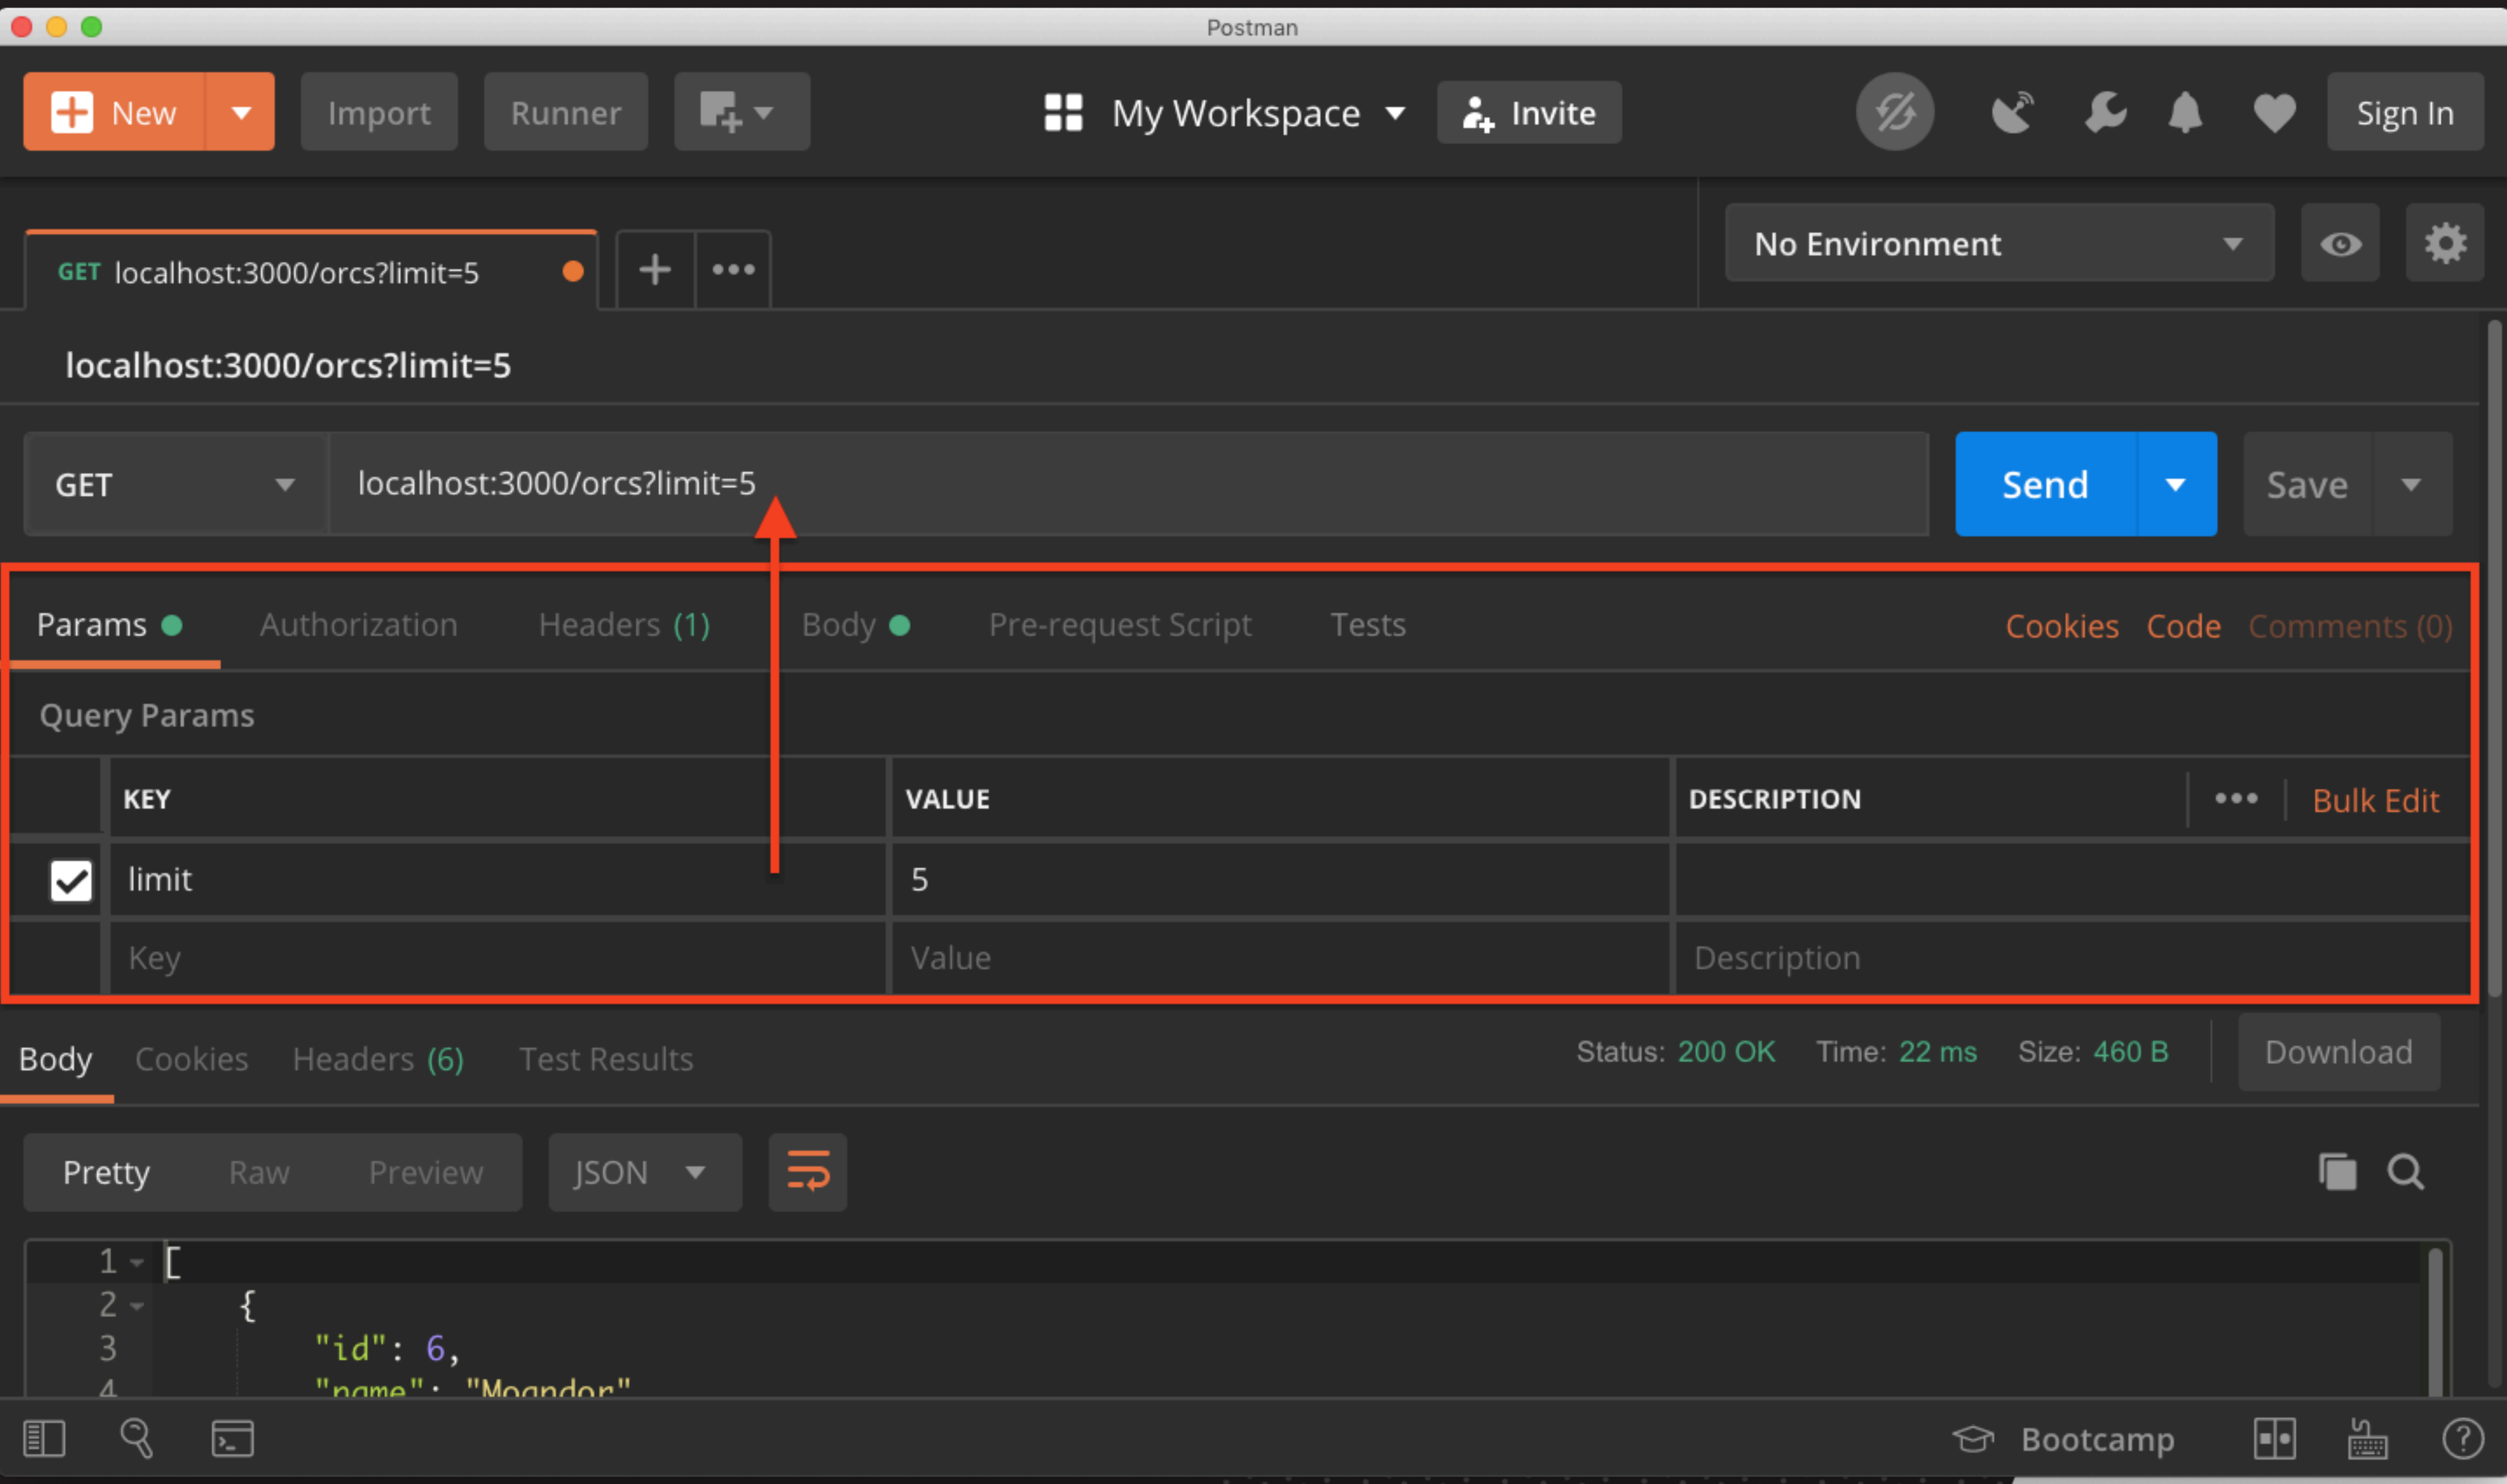 Postman
New Import Runner My Workspace Invite Sign In
GET localhost:3000/orcs?limit=5 No Environment
localhost:3000/orcs?limit=5
GET localhost:3000/orcs?limit=5 Send Save
Params Authorization Headers (1) Body Pre-request Script Tests Cookies Code Comments (0)
Query Params
KEY VALUE DESCRIPTION Bulk Edit
limit 5
Key Value Description
Body Cookies Headers (6) Test Results Status: 200 OK Time: 22 ms Size: 460 B Download
Pretty Raw Preview JSON
1 [
2 {
3 "id": 6,
4 "name": "Mogndor"
Bootcamp